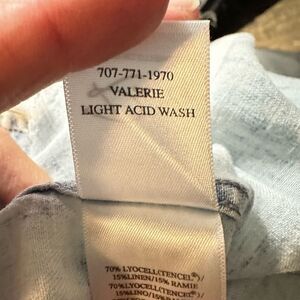 707-771-1970
VALERIE
LIGHT ACID WASH
70% LYOCELL(TENCEL®)/
15%LINEN/15% RAMIE
70%LYOCELL(TENCEL®)/
15%LINO/15% RAMI